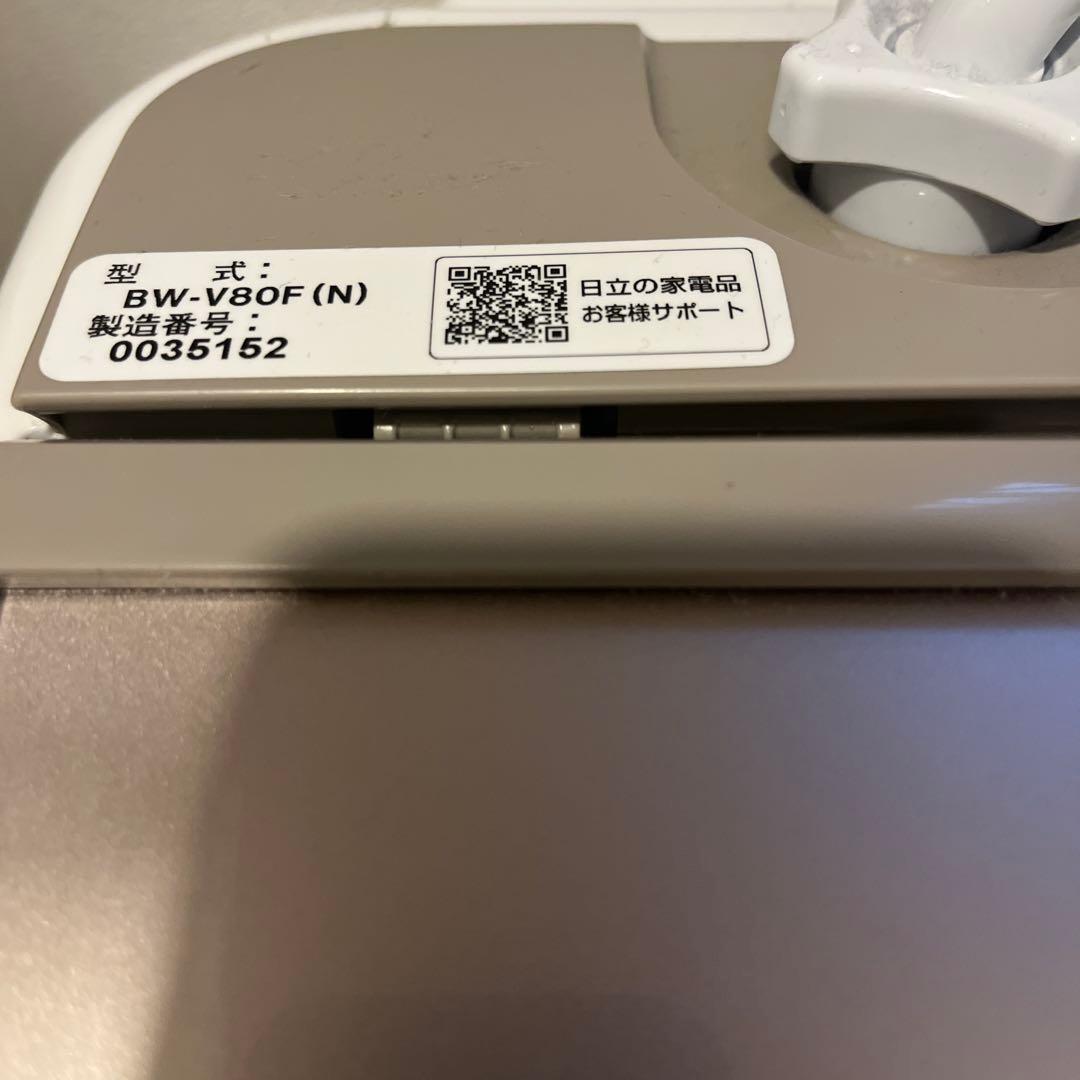 型　　式：
BW-V80F(N)
製造番号：
0035152
日立の家電品
お客様サポート